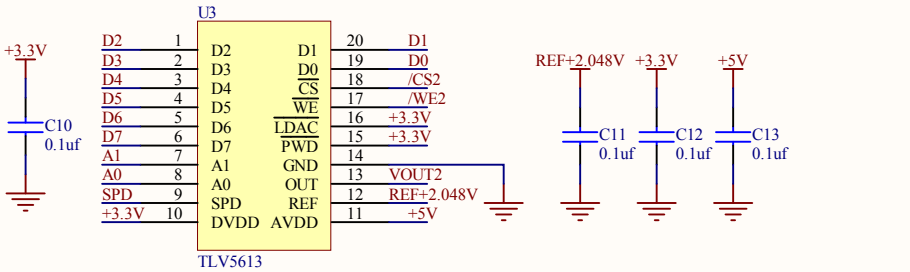 U3
+3.3V
C10
0.1uf
D2 1 D2 D1 20 D1
D3 2 D3 D0 19 D0
D4 3 D4 CS 18 /CS2
D5 4 D5 WE 17 /WE2
D6 5 D6 LDAC 16 +3.3V
D7 6 D7 PWD 15 +3.3V
A1 7 A1 GND 14
A0 8 A0 OUT 13 VOUT2
SPD 9 SPD REF 12 REF+2.048V
+3.3V 10 DVDD AVDD 11 +5V
TLV5613
REF+2.048V +3.3V +5V
C11 C12 C13
0.1uf 0.1uf 0.1uf